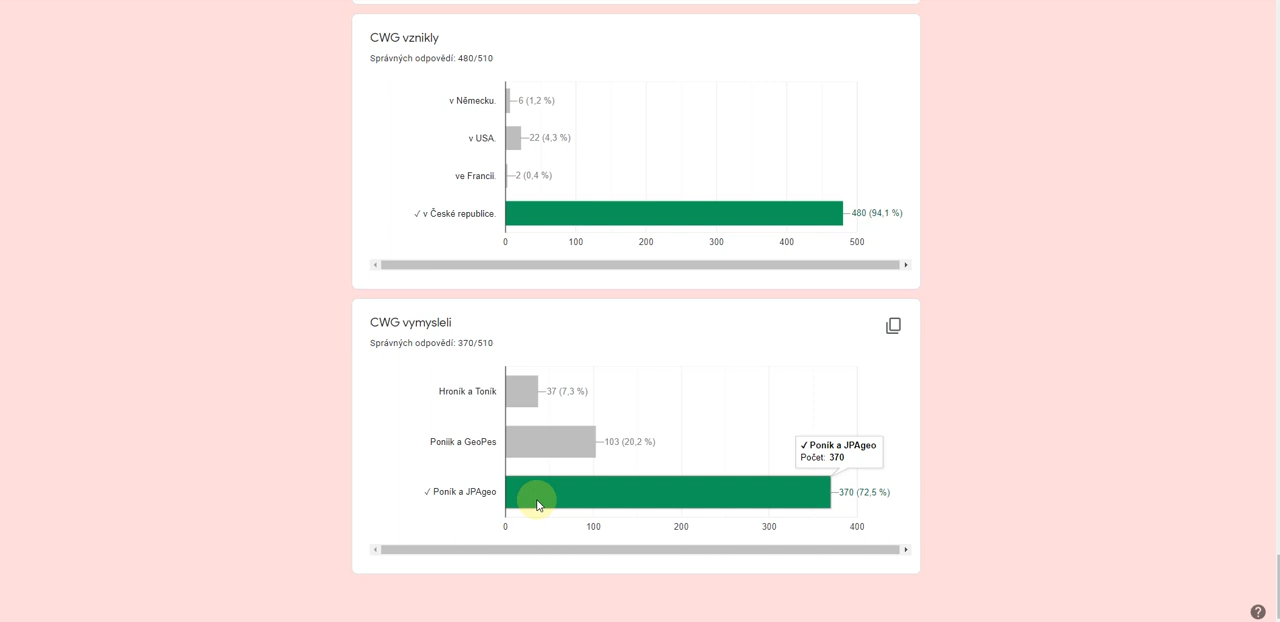 CWG vznikly
Správných odpovědí: 480/510
v Německu. 6 (1,2 %)
v USA. 22 (4,3 %)
ve Francii. 2 (0,4 %)
✓ v České republice. 480 (94,1 %)
0 100 200 300 400 500
CWG vymysleli
Správných odpovědí: 370/510
Hroník a Toník 37 (7,3 %)
Poniik a GeoPes 103 (20,2 %)
✓ Poník a JPAgeo
Počet: 370
✓ Poník a JPAgeo 370 (72,5 %)
0 100 200 300 400
?